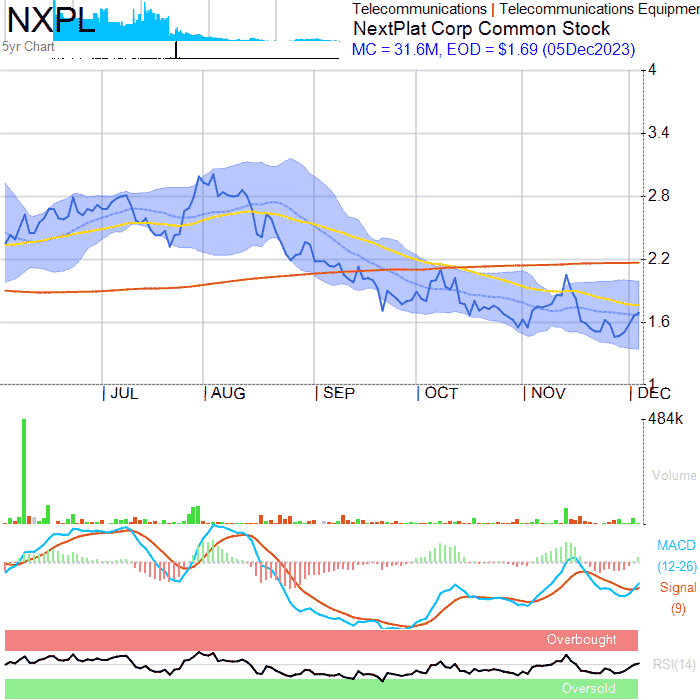 NXPL
5yr Chart
Telecommunications | Telecommunications Equipmen
NextPlat Corp Common Stock
MC = 31.6M, EOD = $1.69 (05Dec2023)
4
3.4
2.8
2.2
1.6
1
JUL AUG SEP OCT NOV DEC
484k
Volume
MACD
(12-26)
Signal
(9)
Overbought
RSI(14)
Oversold